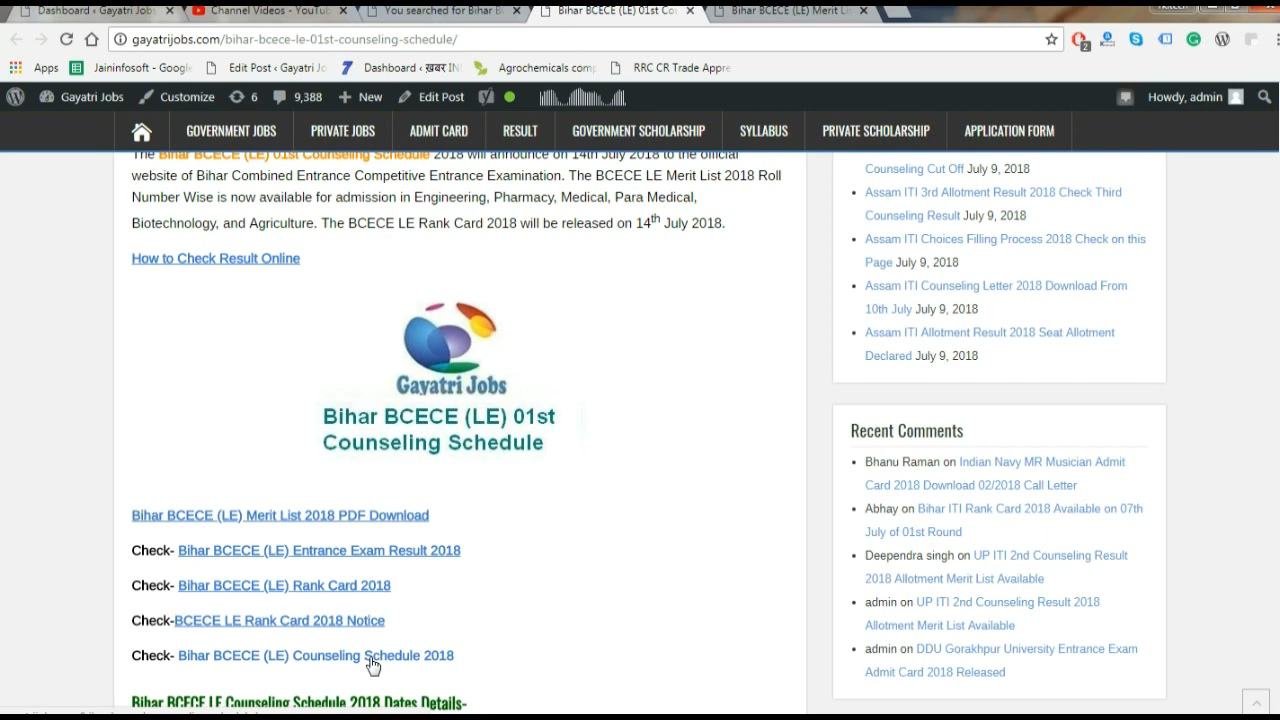 Dashboard ‹ Gayatri Jobs
Channel Videos - YouTu
You searched for Bihar B
Bihar BCECE (LE) 01st Co
Bihar BCECE (LE) Merit L
gayatrijobs.com/bihar-bcece-le-01st-counseling-schedule/
2
Apps
Jaininfosoft - Google
Edit Post ‹ Gayatri Jo
Dashboard ‹ ख़बर IN
Agrochemicals comp
RRC CR Trade Appre
Gayatri Jobs
Customize
6
9,388
New
Edit Post
Howdy, admin
GOVERNMENT JOBS
PRIVATE JOBS
ADMIT CARD
RESULT
GOVERNMENT SCHOLARSHIP
SYLLABUS
PRIVATE SCHOLARSHIP
APPLICATION FORM
The Bihar BCECE (LE) 01st Counseling Schedule 2018 will announce on 14th July 2018 to the official
website of Bihar Combined Entrance Competitive Entrance Examination. The BCECE LE Merit List 2018 Roll
Number Wise is now available for admission in Engineering, Pharmacy, Medical, Para Medical,
Biotechnology, and Agriculture. The BCECE LE Rank Card 2018 will be released on 14th July 2018.
How to Check Result Online
Gayatri Jobs
Bihar BCECE (LE) 01st
Counseling Schedule
Bihar BCECE (LE) Merit List 2018 PDF Download
Check- Bihar BCECE (LE) Entrance Exam Result 2018
Check- Bihar BCECE (LE) Rank Card 2018
Check-BCECE LE Rank Card 2018 Notice
Check- Bihar BCECE (LE) Counseling Schedule 2018
Bihar BCECE LE Counseling Schedule 2018 Dates Details-
Counseling Cut Off July 9, 2018
Assam ITI 3rd Allotment Result 2018 Check Third
Counseling Result July 9, 2018
Assam ITI Choices Filling Process 2018 Check on this
Page July 9, 2018
Assam ITI Counseling Letter 2018 Download From
10th July July 9, 2018
Assam ITI Allotment Result 2018 Seat Allotment
Declared July 9, 2018
Recent Comments
Bhanu Raman on Indian Navy MR Musician Admit
Card 2018 Download 02/2018 Call Letter
Abhay on Bihar ITI Rank Card 2018 Available on 07th
July of 01st Round
Deependra singh on UP ITI 2nd Counseling Result
2018 Allotment Merit List Available
admin on UP ITI 2nd Counseling Result 2018
Allotment Merit List Available
admin on DDU Gorakhpur University Entrance Exam
Admit Card 2018 Released